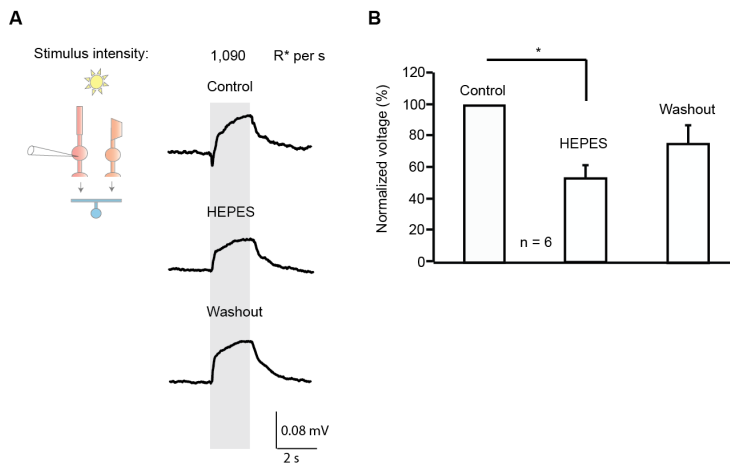 A
Stimulus intensity: 1,090 R* per s
Control
HEPES
Washout
0.08 mV
2 s
B
*
Normalized voltage (%)
120
100
80
60
40
20
0
Control
HEPES
Washout
n = 6